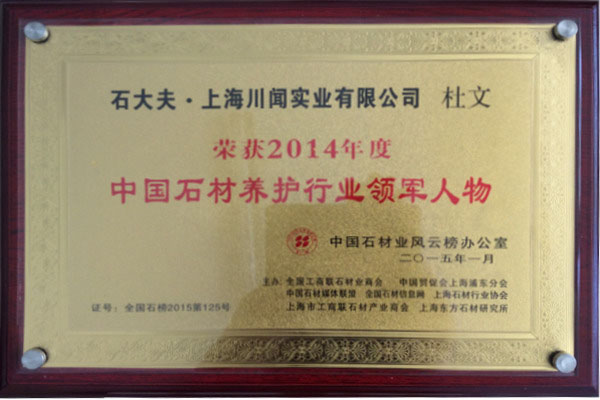 石大夫·上海川闻实业有限公司 杜文
荣获2014年度
中国石材养护行业领军人物
中国石材业风云榜办公室
二〇一五年一月
主办:全国工商联石材业商会 中国贸促会上海浦东分会
中国石材媒体联盟 全国石材信息网 上海石材行业协会
上海市工商联石材产业商会 上海东方石材研究所
证号:全国石榜2015第125号